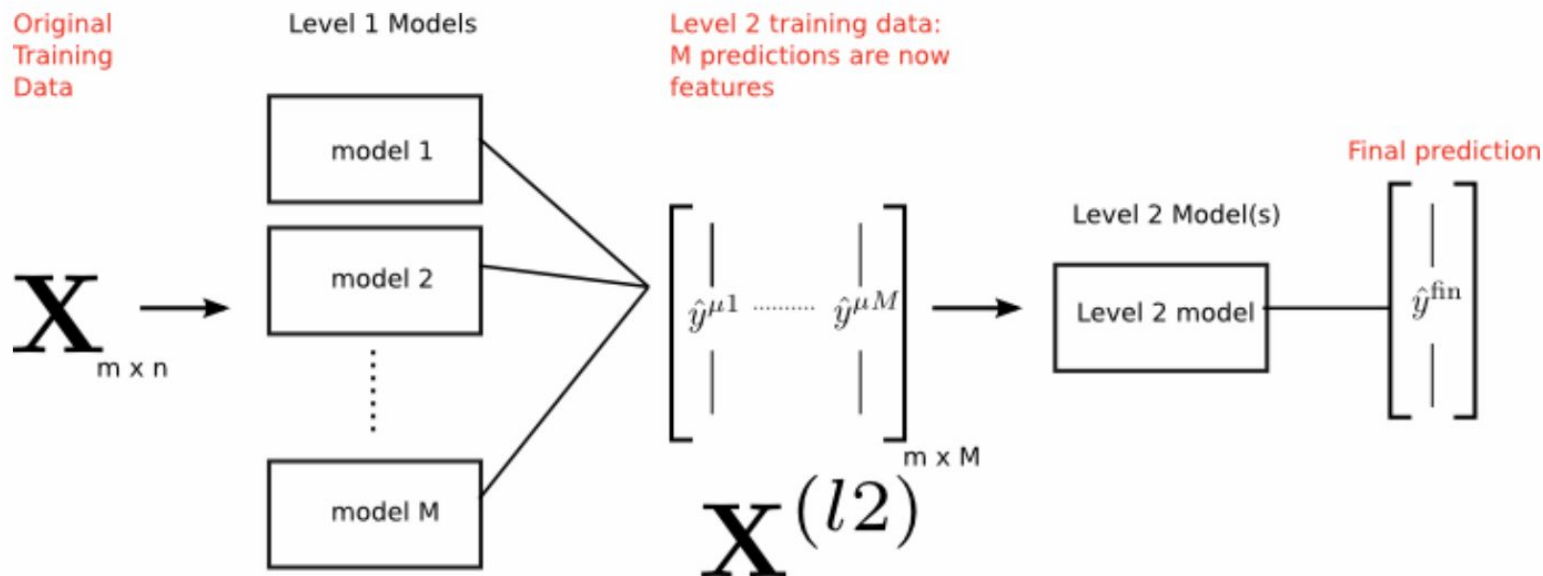 Original
Training
Data
Level 1 Models
Level 2 training data:
M predictions are now
features
model 1
model 2
model M
X
m x n
ŷ^μ1 ......... ŷ^μM
m x M
X^(l2)
Level 2 Model(s)
Level 2 model
Final prediction
ŷ^fin